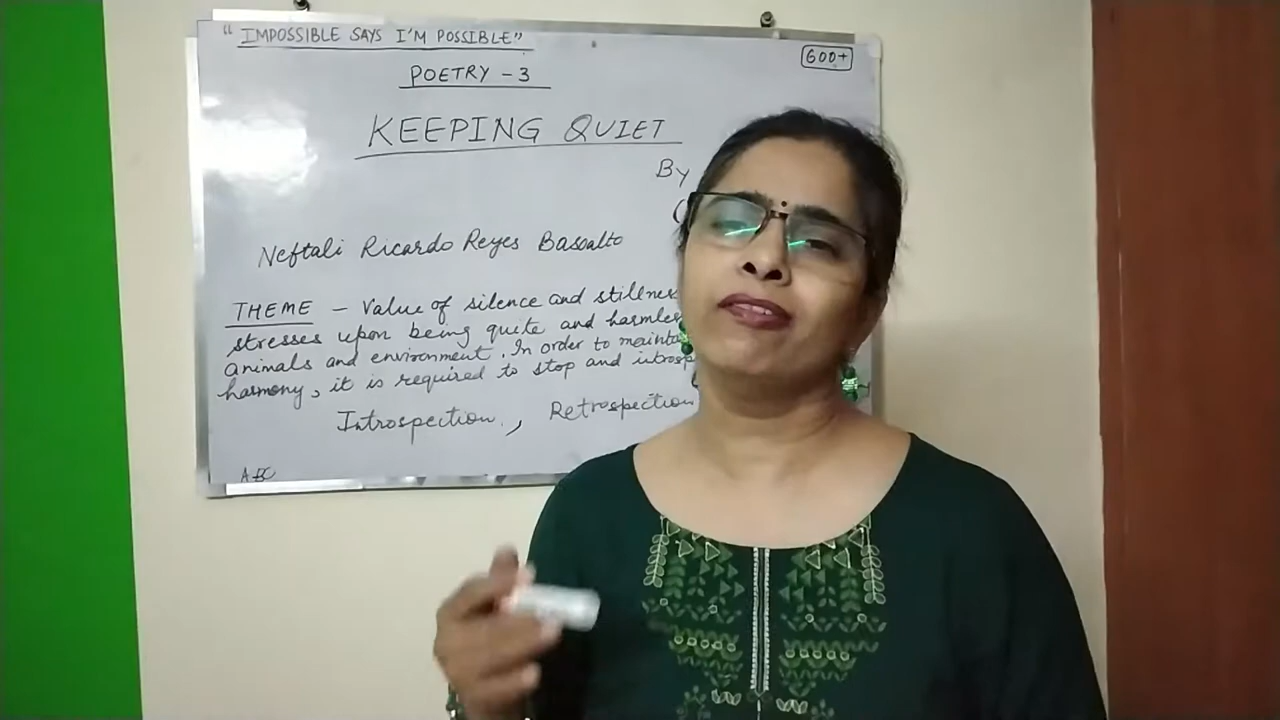 "IMPOSSIBLE SAYS I'M POSSIBLE"
600+
POETRY - 3
KEEPING QUIET
By
Neftali Ricardo Reyes Basoalto
THEME - Value of silence and stillnes
stresses upon being quite and harmles
animals and environment. In order to mainta
harmony, it is required to stop and introsp
Introspection, Retrospection